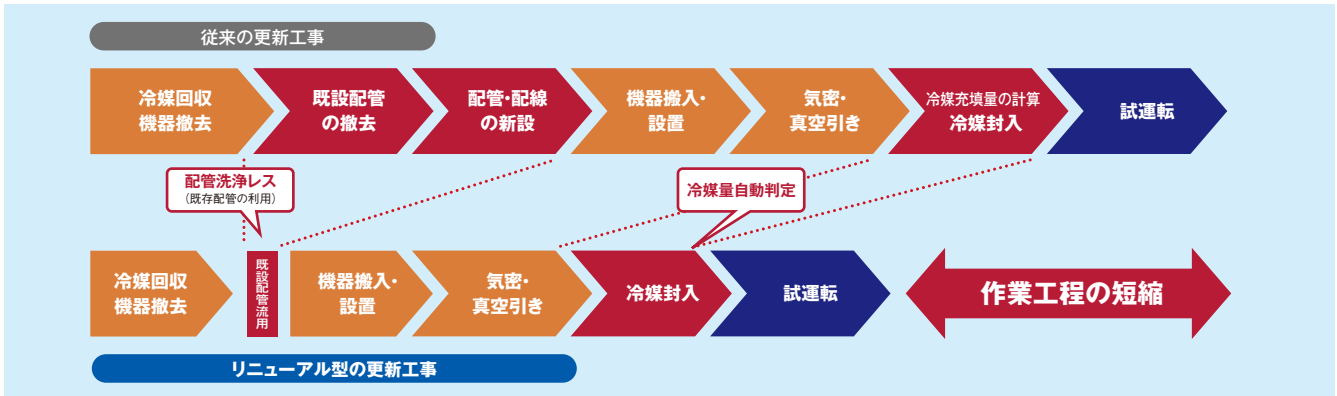 従来の更新工事
冷媒回収
機器撤去
既設配管
の撤去
配管・配線
の新設
機器搬入・
設置
気密・
真空引き
冷媒充填量の計算
冷媒封入
試運転
配管洗浄レス
(既存配管の利用)
冷媒量自動判定
冷媒回収
機器撤去
既設配管流用
機器搬入・
設置
気密・
真空引き
冷媒封入
試運転
作業工程の短縮
リニューアル型の更新工事